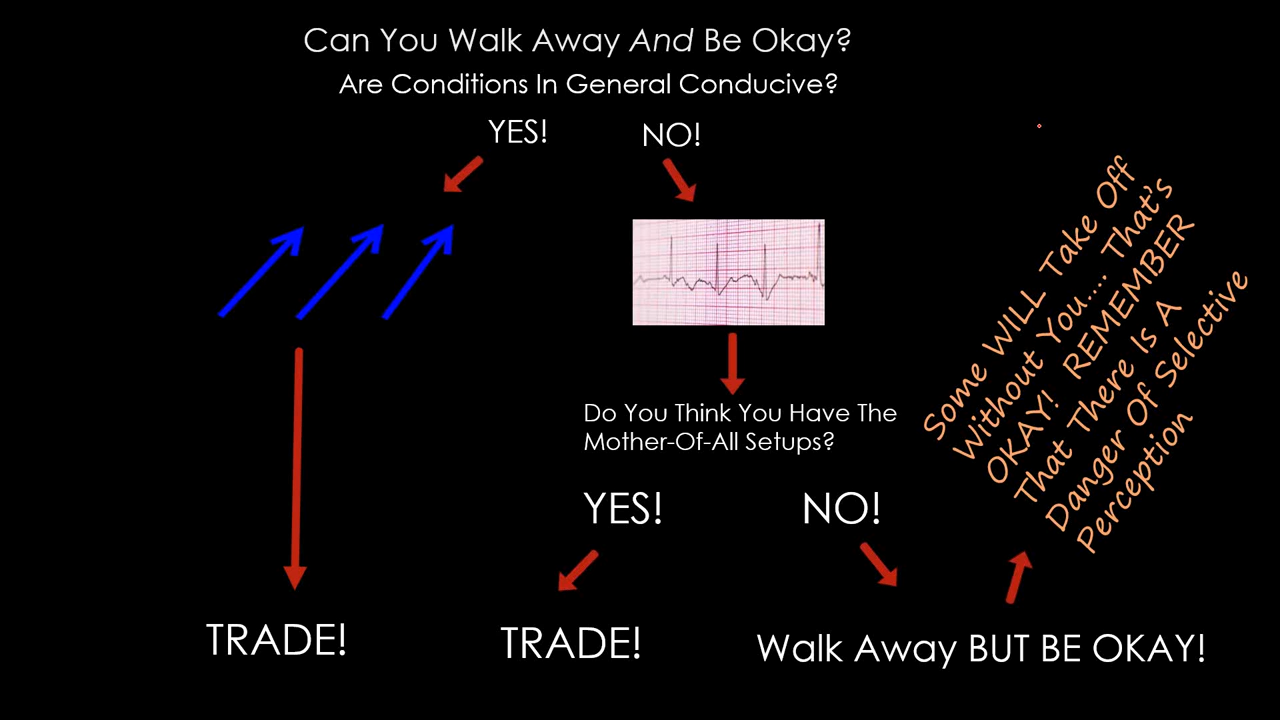 Can You Walk Away And Be Okay?
Are Conditions In General Conducive?
YES!
NO!
Do You Think You Have The
Mother-Of-All Setups?
YES!
NO!
TRADE!
TRADE!
Walk Away BUT BE OKAY!
Some WILL Take Off
Without You.... That's
OKAY! REMEMBER
That There Is A
Danger Of Selective
Perception